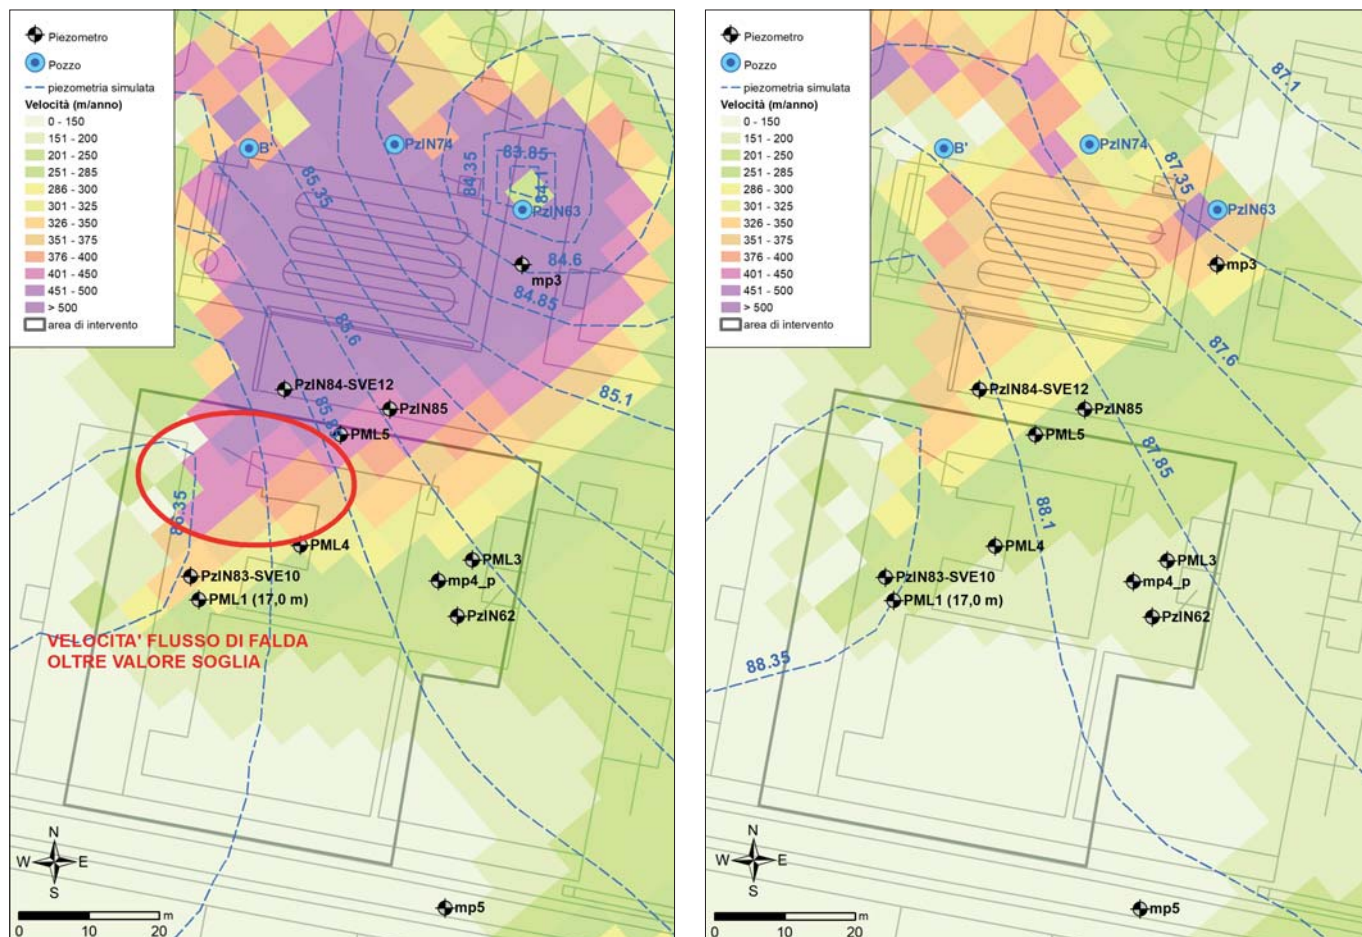 Piezometro
Pozzo
piezometria simulata
Velocità (m/anno)
0 - 150
151 - 200
201 - 250
251 - 285
286 - 300
301 - 325
326 - 350
351 - 375
376 - 400
401 - 450
451 - 500
> 500
area di intervento
B'
PzIN74
83.85
84.35
84.1
85.35
PzIN63
84.6
mp3
84.85
85.6
85.1
PzIN84-SVE12
PzIN85
85.85
PML5
86.35
PML4
PML3
PzIN83-SVE10
mp4_p
PML1 (17,0 m)
PzIN62
VELOCITA' FLUSSO DI FALDA
OLTRE VALORE SOGLIA
N
W
E
S
0
10
20
m
mp5
Piezometro
Pozzo
piezometria simulata
Velocità (m/anno)
0 - 150
151 - 200
201 - 250
251 - 285
286 - 300
301 - 325
326 - 350
351 - 375
376 - 400
401 - 450
451 - 500
> 500
area di intervento
87.1
B'
PzIN74
87.35
PzIN63
mp3
87.6
PzIN84-SVE12
PzIN85
PML5
87.85
88.1
PML4
PML3
PzIN83-SVE10
mp4_p
PML1 (17,0 m)
PzIN62
88.35
N
W
E
S
0
10
20
m
mp5